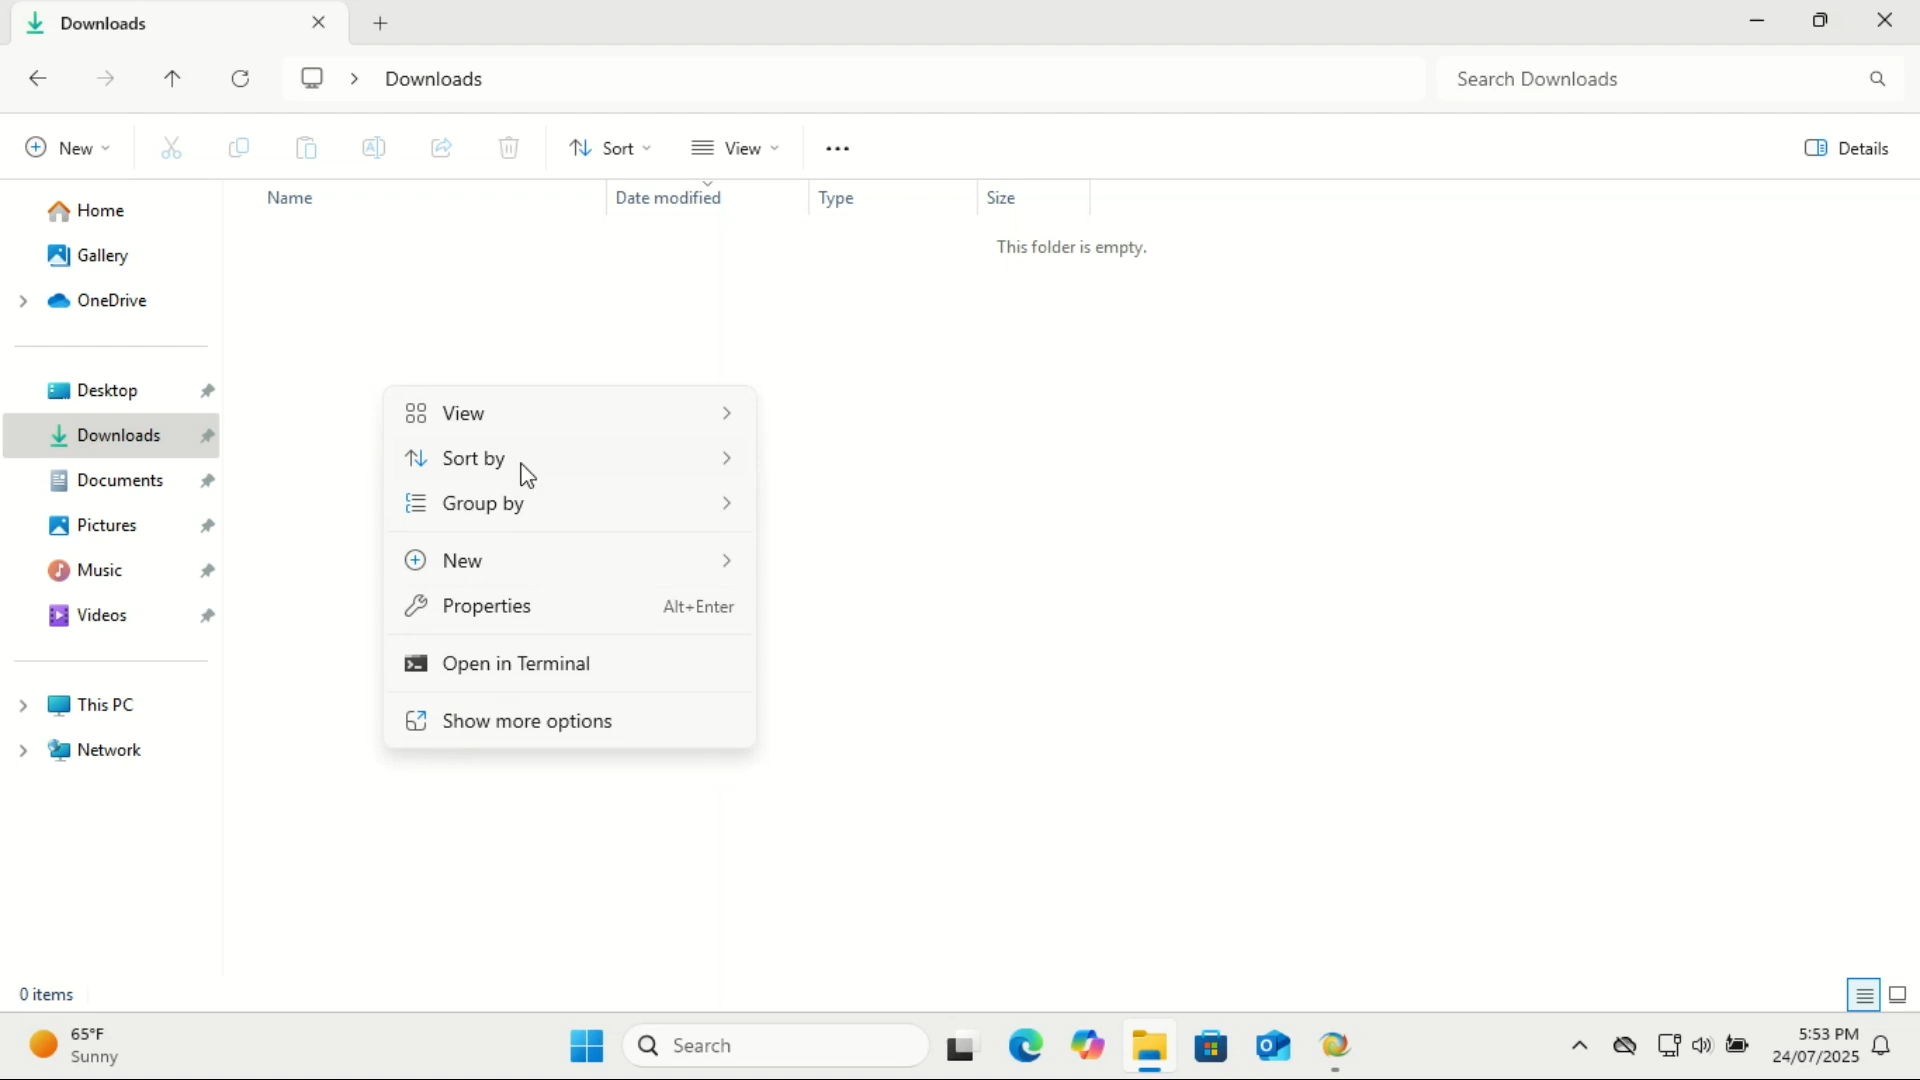 Downloads
Downloads
Search Downloads
New
Sort
View
Details
Name
Date modified
Type
Size
This folder is empty.
Home
Gallery
OneDrive
Desktop
Downloads
Documents
Pictures
Music
Videos
This PC
Network
View
Sort by
Group by
New
Properties Alt+Enter
Open in Terminal
Show more options
0 items
65°F
Sunny
Search
5:53 PM
24/07/2025